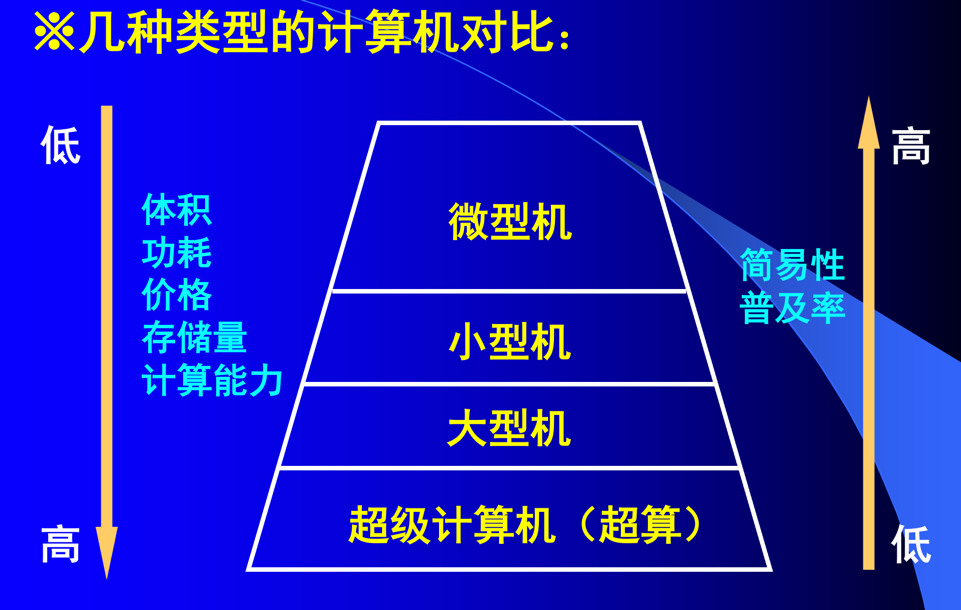 ※几种类型的计算机对比：
低
高
体积
功耗
价格
存储量
计算能力
微型机
小型机
大型机
超级计算机（超算）
简易性
普及率
高
低